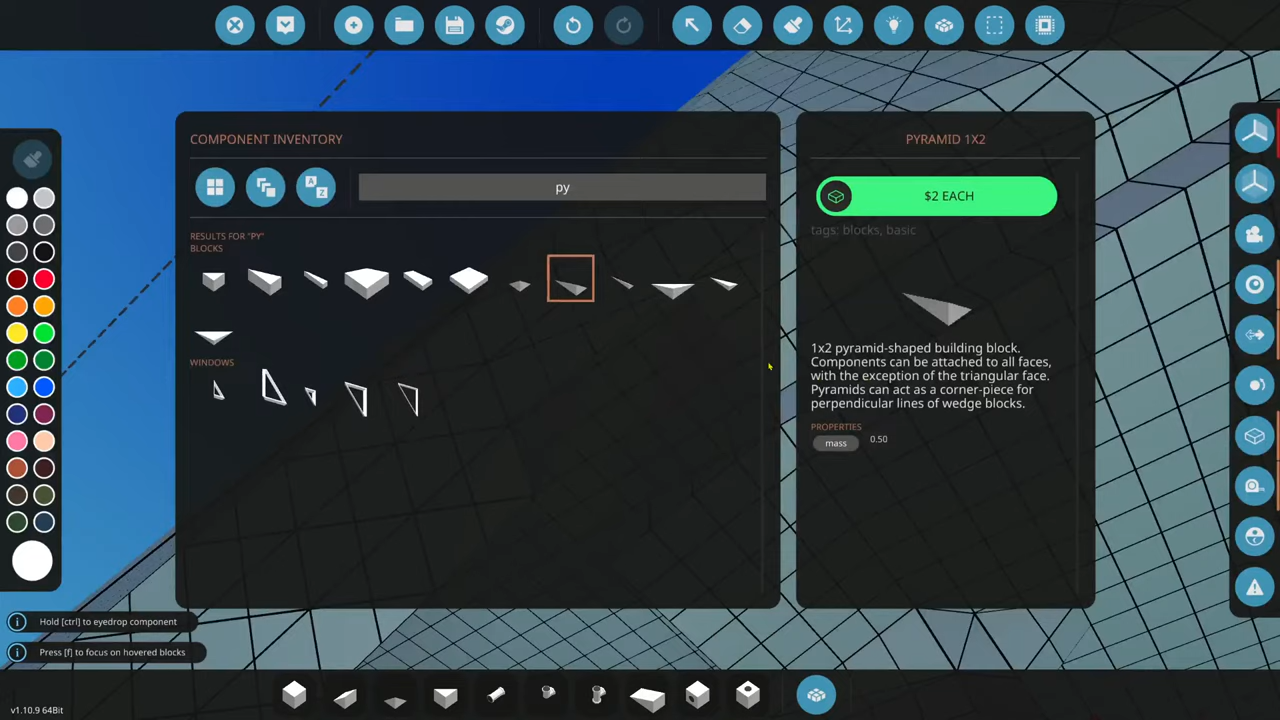 COMPONENT INVENTORY
PYRAMID 1X2
A
Z
py
$2 EACH
tags: blocks, basic
RESULTS FOR "PY"
BLOCKS
WINDOWS
1x2 pyramid-shaped building block.
Components can be attached to all faces,
with the exception of the triangular face.
Pyramids can act as a corner-piece for
perpendicular lines of wedge blocks.
PROPERTIES
mass 0.50
Hold [ctrl] to eyedrop component
Press [f] to focus on hovered blocks
v1.10.9 64Bit